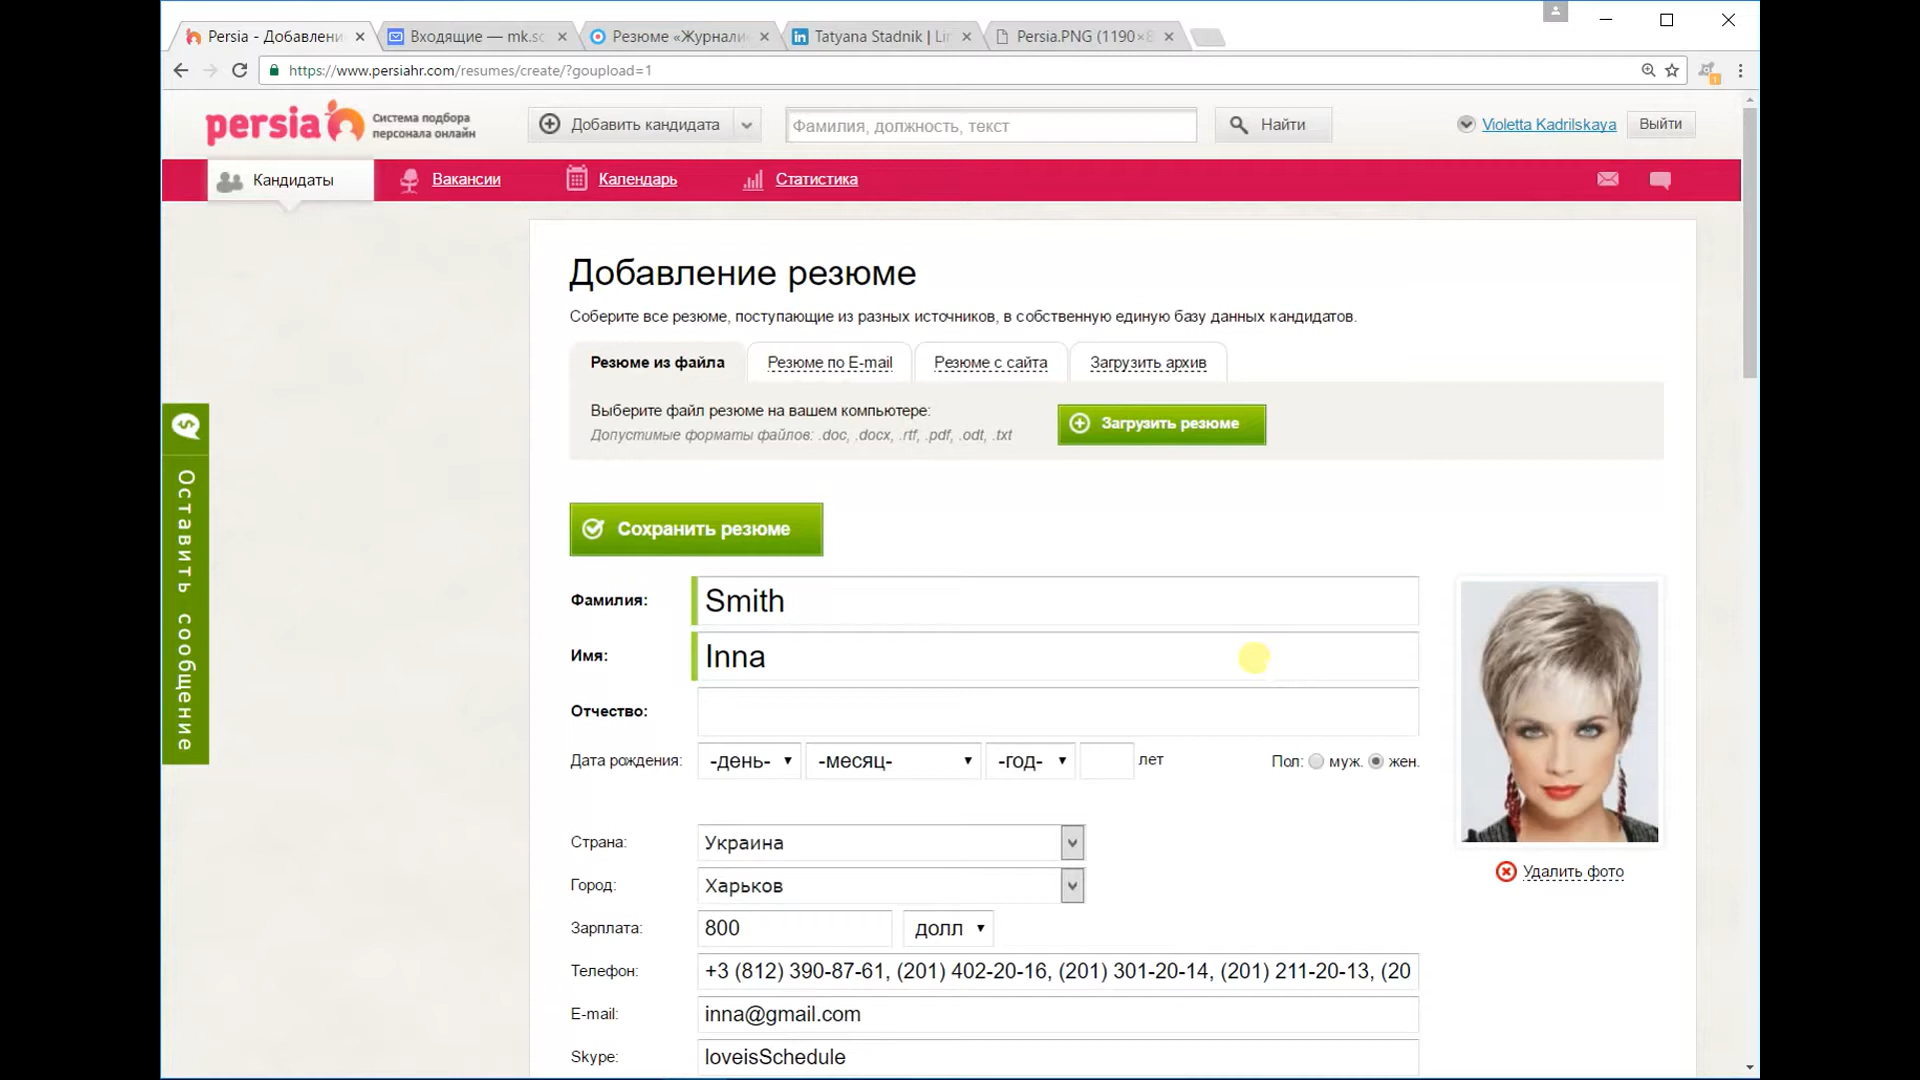 Persia - Добавлени
Входящие — mk.sc
Резюме «Журнали
Tatyana Stadnik | Lin
Persia.PNG (1190×8
https://www.persiahr.com/resumes/create/?goupload=1
persia
Система подбора
персонала онлайн
Добавить кандидата
Фамилия, должность, текст
Найти
Violetta Kadrilskaya
Выйти
Кандидаты
Вакансии
Календарь
Статистика
Добавление резюме
Соберите все резюме, поступающие из разных источников, в собственную единую базу данных кандидатов.
Резюме из файла
Резюме по E-mail
Резюме с сайта
Загрузить архив
Выберите файл резюме на вашем компьютере:
Допустимые форматы файлов: .doc, .docx, .rtf, .pdf, .odt, .txt
Загрузить резюме
Оставить сообщение
Сохранить резюме
Фамилия: Smith
Имя: Inna
Отчество:
Дата рождения: -день- -месяц- -год- лет Пол: муж. жен.
Страна: Украина
Удалить фото
Город: Харьков
Зарплата: 800 долл
Телефон: +3 (812) 390-87-61, (201) 402-20-16, (201) 301-20-14, (201) 211-20-13, (20
E-mail: inna@gmail.com
Skype: loveisSchedule